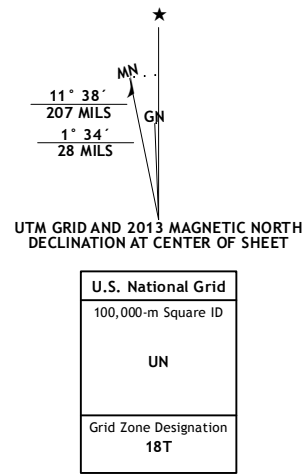 MN
GN
11° 38´
207 MILS
1° 34´
28 MILS
UTM GRID AND 2013 MAGNETIC NORTH
DECLINATION AT CENTER OF SHEET
U.S. National Grid
100,000-m Square ID
UN
Grid Zone Designation
18T